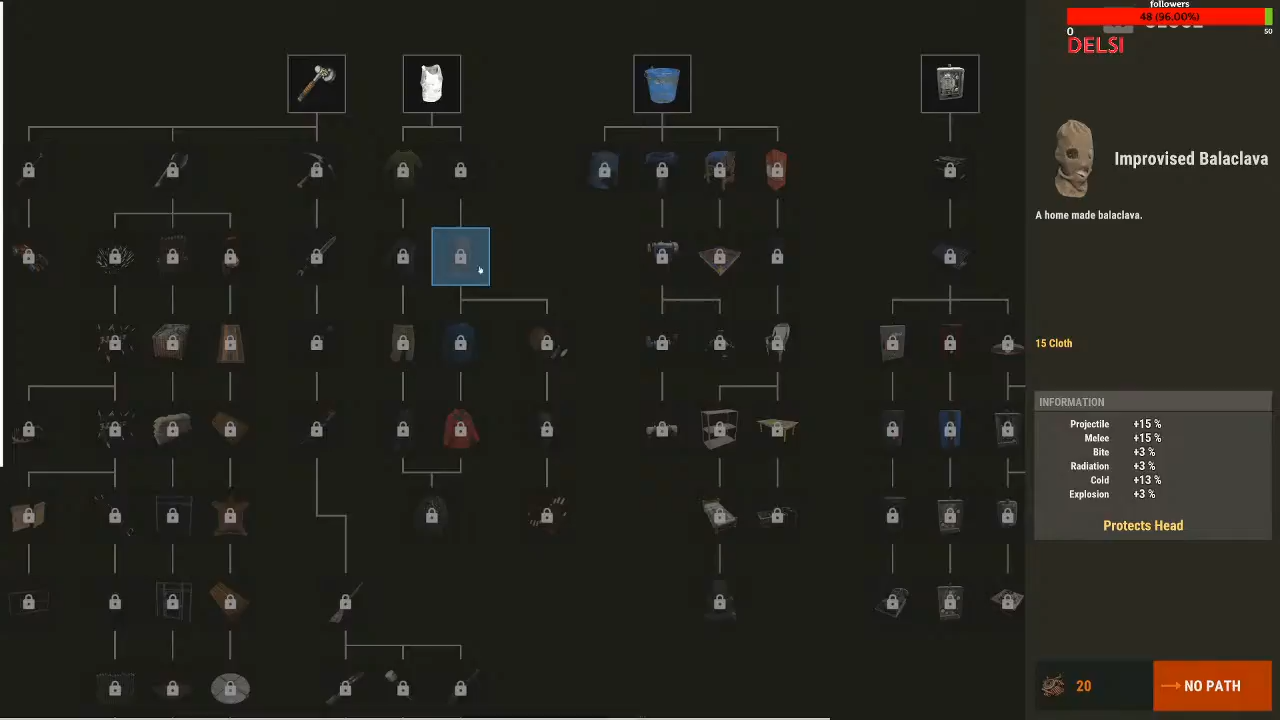 followers
48 (96.00%)
0
50
DELSI
Improvised Balaclava
A home made balaclava.
15 Cloth
INFORMATION
Projectile +15 %
Melee +15 %
Bite +3 %
Radiation +3 %
Cold +13 %
Explosion +3 %
Protects Head
20
NO PATH